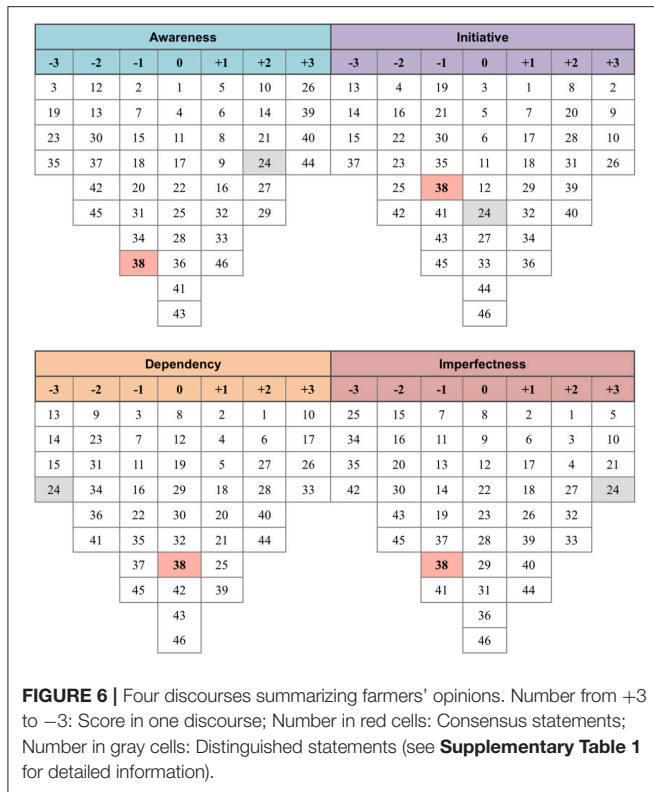 Awareness Initiative
-3 -2 -1 0 +1 +2 +3 -3 -2 -1 0 +1 +2 +3
3 12 2 1 5 10 26 13 4 19 3 1 8 2
19 13 7 4 6 14 39 14 16 21 5 7 20 9
23 30 15 11 8 21 40 15 22 30 6 17 28 10
35 37 18 17 9 24 44 37 23 35 11 18 31 26
42 20 22 16 27 25 38 12 29 39
45 31 25 32 29 42 41 24 32 40
34 28 33 43 27 34
38 36 46 45 33 36
41 44
43 46
Dependency Imperfectness
-3 -2 -1 0 +1 +2 +3 -3 -2 -1 0 +1 +2 +3
13 9 3 8 2 1 10 25 15 7 8 2 1 5
14 23 7 12 4 6 17 34 16 11 9 6 3 10
15 31 11 19 5 27 26 35 20 13 12 17 4 21
24 34 16 29 18 28 33 42 30 14 22 18 27 24
36 22 30 20 40 43 19 23 26 32
41 35 32 21 44 45 37 28 39 33
37 38 25 38 29 40
45 42 39 41 31 44
43 36
46 46
FIGURE 6 | Four discourses summarizing farmers' opinions. Number from +3
to −3: Score in one discourse; Number in red cells: Consensus statements;
Number in gray cells: Distinguished statements (see Supplementary Table 1
for detailed information).